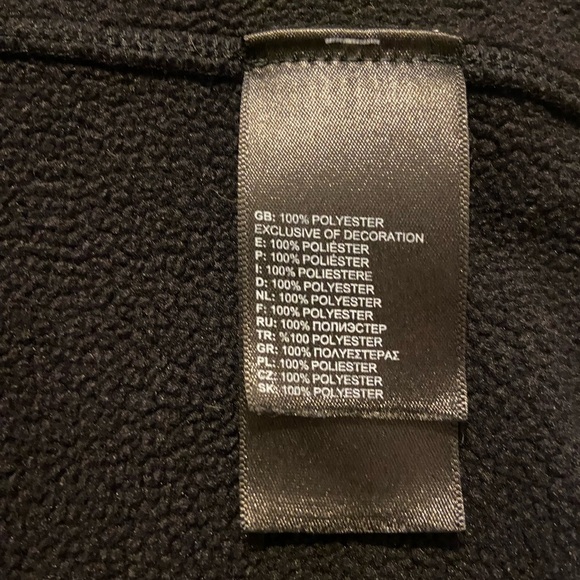 GB: 100% POLYESTER
EXCLUSIVE OF DECORATION
E: 100% POLIÉSTER
P: 100% POLIÉSTER
I: 100% POLIESTERE
D: 100% POLYESTER
NL: 100% POLYESTER
F: 100% POLYESTER
RU: 100% ПОЛИЭСТЕР
TR: %100 POLYESTER
GR: 100% ΠΟΛΥΕΣΤΕΡΑΣ
PL: 100% POLIESTER
CZ: 100% POLYESTER
SK: 100% POLYESTER